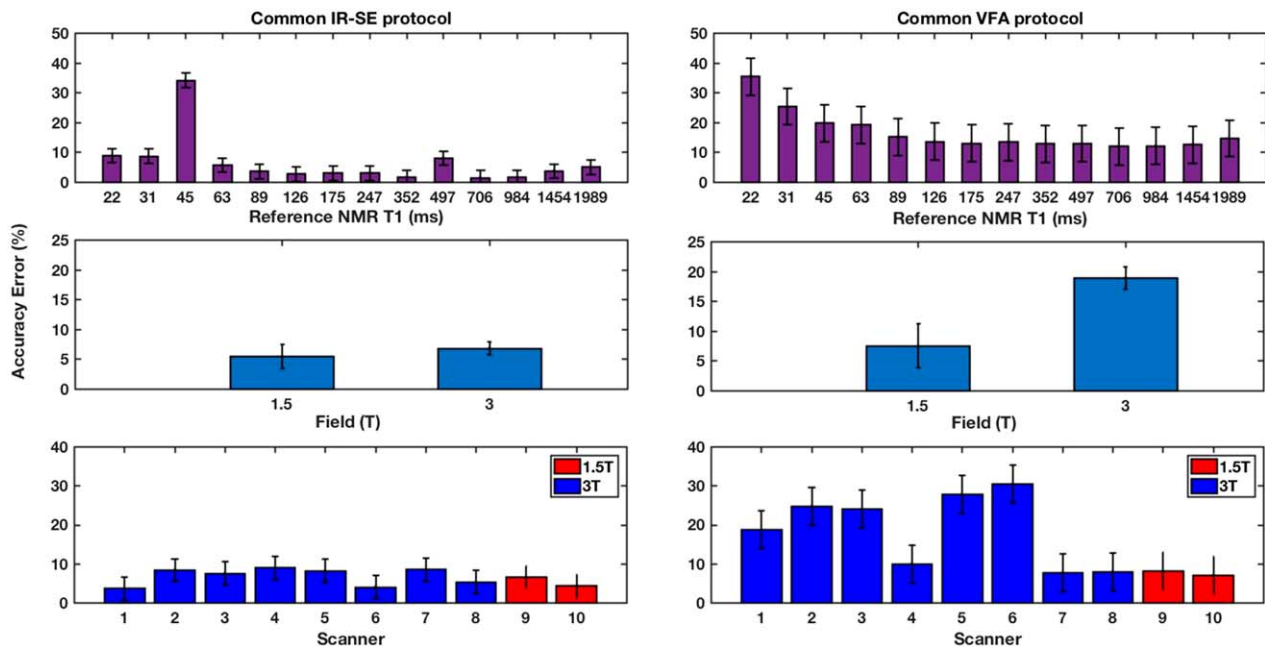 Common IR-SE protocol
50
40
30
20
10
0
22 31 45 63 89 126 175 247 352 497 706 984 1454 1989
Reference NMR T1 (ms)
Common VFA protocol
50
40
30
20
10
0
22 31 45 63 89 126 175 247 352 497 706 984 1454 1989
Reference NMR T1 (ms)
Accuracy Error (%)
25
20
15
10
5
0
1.5 3
Field (T)
25
20
15
10
5
0
1.5 3
Field (T)
40
30
20
10
0
1.5T
3T
1 2 3 4 5 6 7 8 9 10
Scanner
40
30
20
10
0
1.5T
3T
1 2 3 4 5 6 7 8 9 10
Scanner